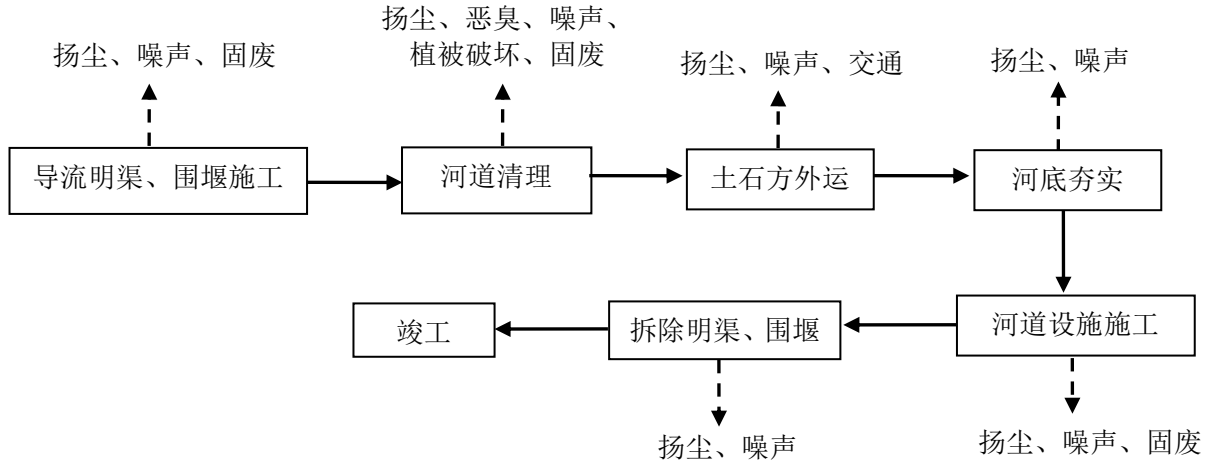 扬尘、噪声、固废
扬尘、恶臭、噪声、
植被破坏、固废
扬尘、噪声、交通
扬尘、噪声
导流明渠、围堰施工
河道清理
土石方外运
河底夯实
竣工
拆除明渠、围堰
河道设施施工
扬尘、噪声
扬尘、噪声、固废